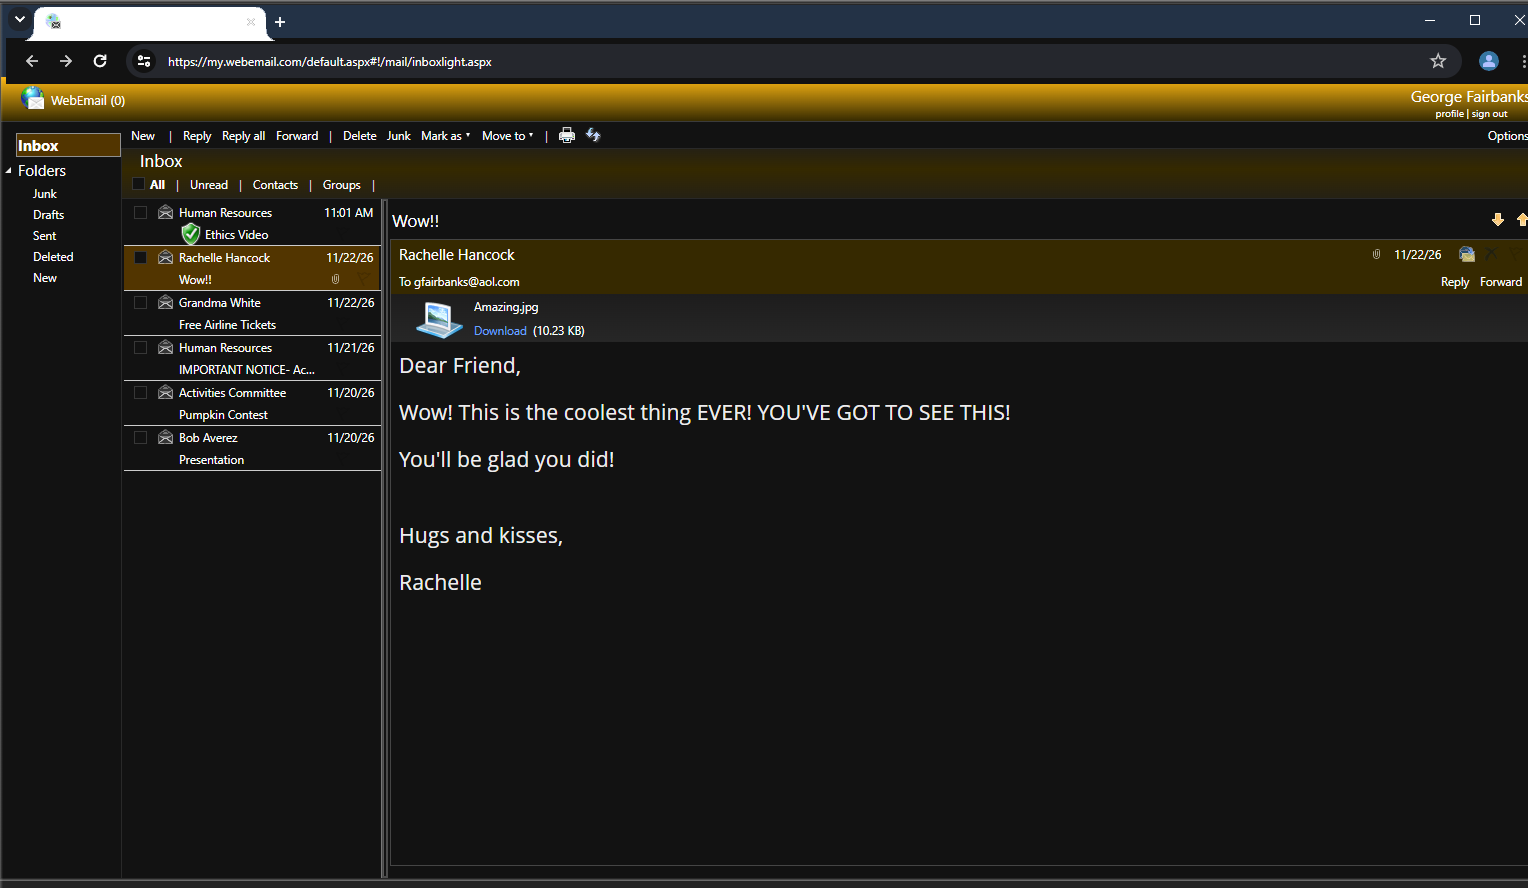 https://my.webemail.com/default.aspx#!/mail/inboxlight.aspx
WebEmail (0)
George Fairbanks
profile | sign out
New | Reply Reply all Forward | Delete Junk Mark as Move to |
Options
Inbox
Folders
Junk
Drafts
Sent
Deleted
New
Inbox
All | Unread | Contacts | Groups |
Human Resources 11:01 AM
Ethics Video
Rachelle Hancock 11/22/26
Wow!!
Grandma White 11/22/26
Free Airline Tickets
Human Resources 11/21/26
IMPORTANT NOTICE- Ac...
Activities Committee 11/20/26
Pumpkin Contest
Bob Averez 11/20/26
Presentation
Wow!!
Rachelle Hancock 11/22/26
To gfairbanks@aol.com Reply Forward
Amazing.jpg
Download (10.23 KB)
Dear Friend,
Wow! This is the coolest thing EVER! YOU'VE GOT TO SEE THIS!
You'll be glad you did!
Hugs and kisses,
Rachelle